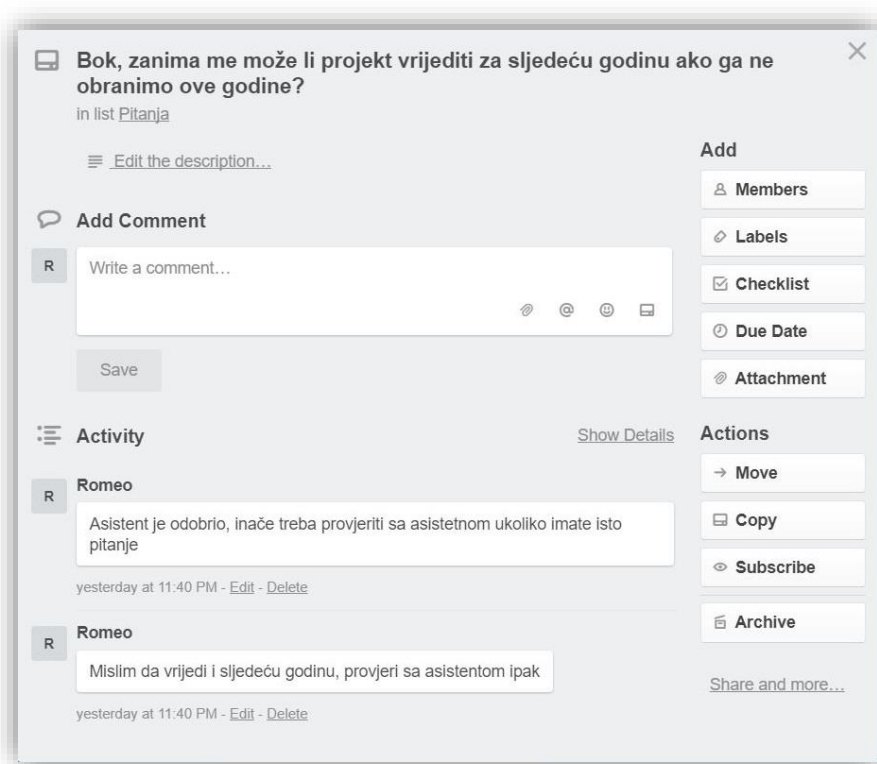 Bok, zanima me može li projekt vrijediti za sljedeću godinu ako ga ne
obranimo ove godine?
in list Pitanja
Edit the description…
Add Comment
R
Write a comment…
Save
Activity
Show Details
R
Romeo
Asistent je odobrio, inače treba provjeriti sa asistetnom ukoliko imate isto
pitanje
yesterday at 11:40 PM - Edit - Delete
R
Romeo
Mislim da vrijedi i sljedeću godinu, provjeri sa asistentom ipak
yesterday at 11:40 PM - Edit - Delete
Add
Members
Labels
Checklist
Due Date
Attachment
Actions
Move
Copy
Subscribe
Archive
Share and more…